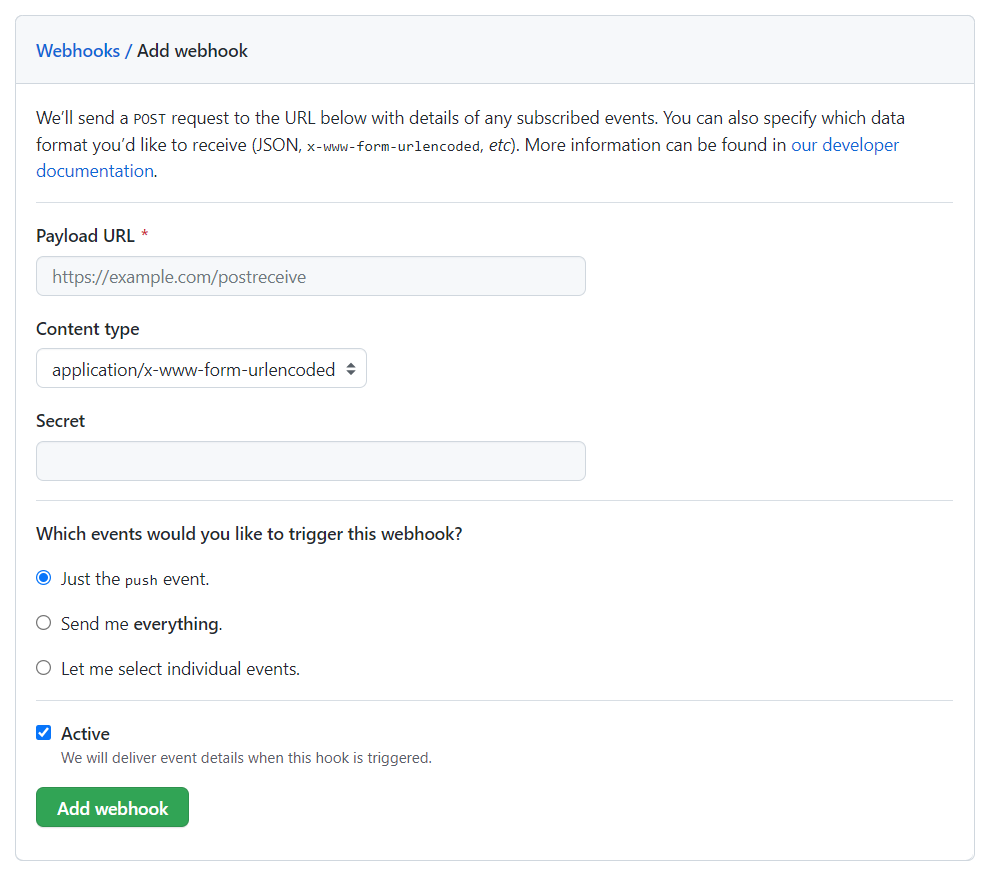 Webhooks / Add webhook
We’ll send a POST request to the URL below with details of any subscribed events. You can also specify which data
format you’d like to receive (JSON, x-www-form-urlencoded, etc). More information can be found in our developer
documentation.
Payload URL *
https://example.com/postreceive
Content type
application/x-www-form-urlencoded
Secret
Which events would you like to trigger this webhook?
Just the push event.
Send me everything.
Let me select individual events.
Active
We will deliver event details when this hook is triggered.
Add webhook